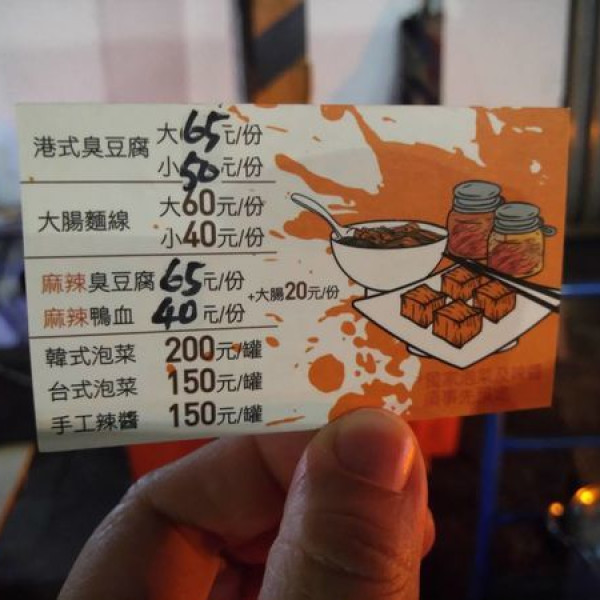 港式臭豆腐 大65元/份
小50元/份
大腸麵線 大60元/份
小40元/份
麻辣臭豆腐 65元/份
麻辣鴨血 40元/份
+大腸20元/份
韓式泡菜 200元/罐
台式泡菜 150元/罐
手工辣醬 150元/罐